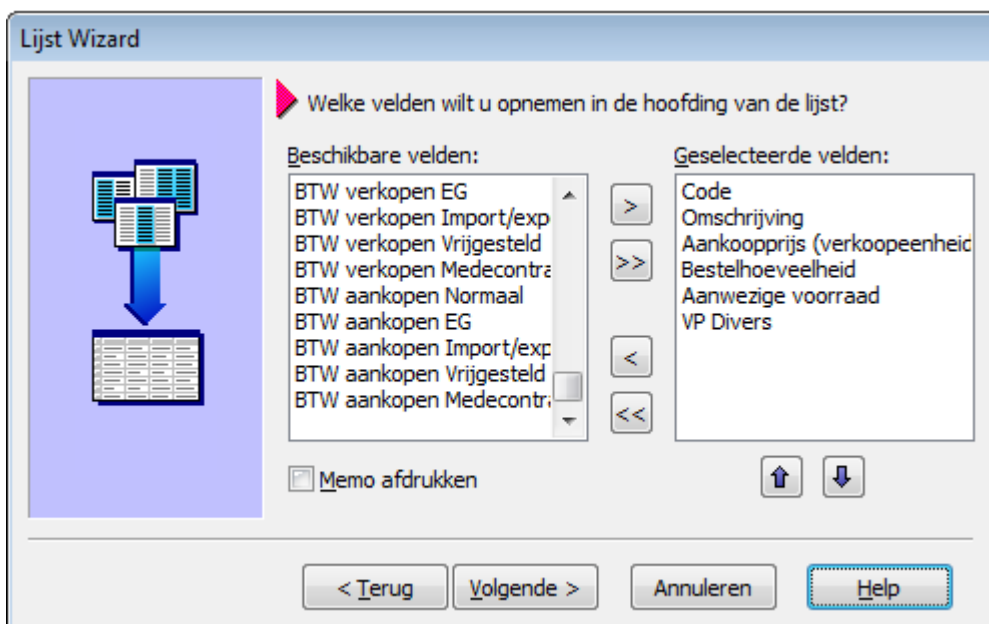 Lijst Wizard
Welke velden wilt u opnemen in de hoofding van de lijst?
Beschikbare velden:
BTW verkopen EG
BTW verkopen Import/exp
BTW verkopen Vrijgesteld
BTW verkopen Medecontra
BTW aankopen Normaal
BTW aankopen EG
BTW aankopen Import/exp
BTW aankopen Vrijgesteld
BTW aankopen Medecontra
>
>>
<
<<
Geselecteerde velden:
Code
Omschrijving
Aankoopprijs (verkoopeenheid
Bestelhoeveelheid
Aanwezige voorraad
VP Divers
Memo afdrukken
< Terug Volgende > Annuleren Help